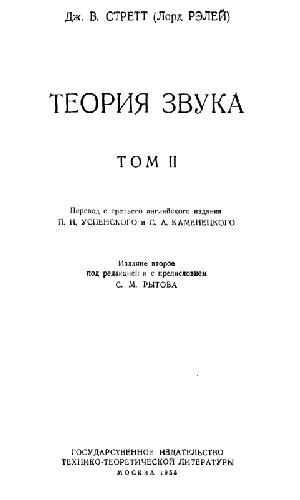 Дж. В. СТРЕТТ (Лорд РЭЛЕЙ)
ТЕОРИЯ ЗВУКА
ТОМ II
Перевод с третьего английского издания
П. Н. УСПЕНСКОГО и С. А. КАМЕНЕЦКОГО
Издание второе
под редакцией и с предисловием
С. М. РЫТОВА
ГОСУДАРСТВЕННОЕ ИЗДАТЕЛЬСТВО
ТЕХНИКО-ТЕОРЕТИЧЕСКОЙ ЛИТЕРАТУРЫ
МОСКВА